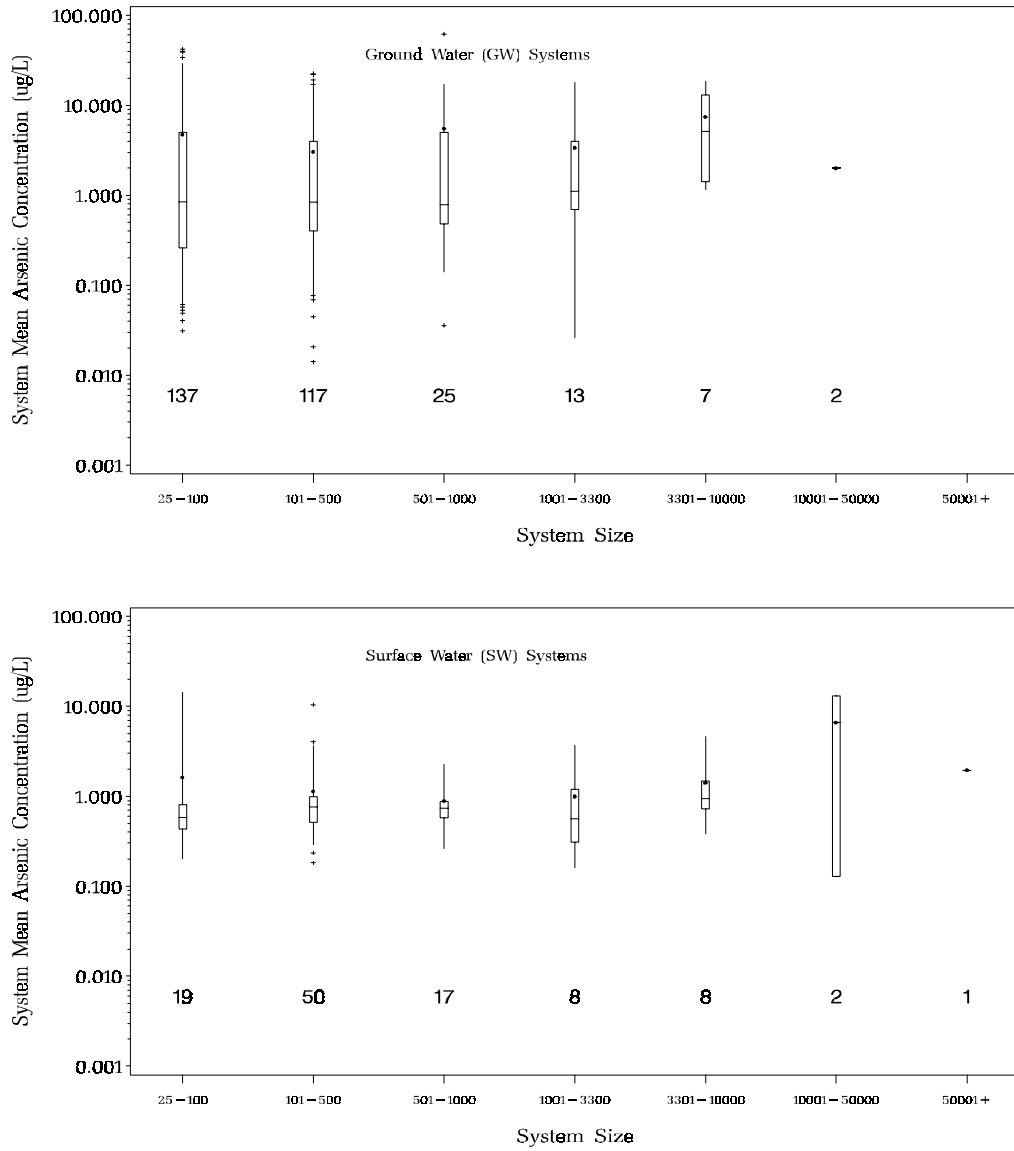 100.000
Ground Water (GW) Systems
10.000
1.000
0.100
0.010
0.001
System Mean Arsenic Concentration (ug/L)
137 117 25 13 7 2
25-100 101-500 501-1000 1001-3300 3301-10000 10001-50000 50001+
System Size
100.000
Surface Water (SW) Systems
10.000
1.000
0.100
0.010
0.001
System Mean Arsenic Concentration (ug/L)
19 50 17 8 8 2 1
25-100 101-500 501-1000 1001-3300 3301-10000 10001-50000 50001+
System Size